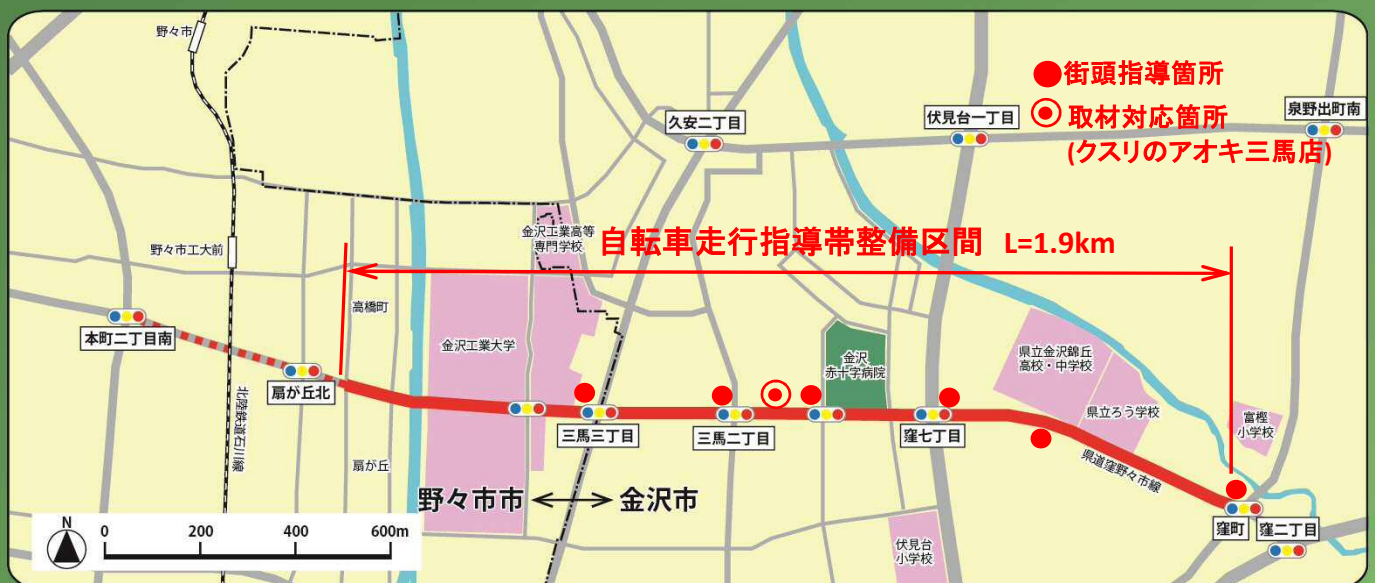 野々市
●街頭指導箇所
◉取材対応箇所
(クスリのアオキ三馬店)
久安二丁目
伏見台一丁目
泉野出町南
金沢工業高等
専門学校
自転車走行指導帯整備区間 L=1.9km
野々市工大前
高橋町
本町二丁目南
金沢工業大学
金沢
赤十字病院
県立金沢錦丘
高校・中学校
扇が丘北
北陸鉄道石川線
県立ろう学校
富樫
小学校
三馬三丁目
三馬二丁目
窪七丁目
県道窪野々市線
扇が丘
野々市市 ←→ 金沢市
窪町
窪二丁目
伏見台
小学校
N
0 200 400 600m